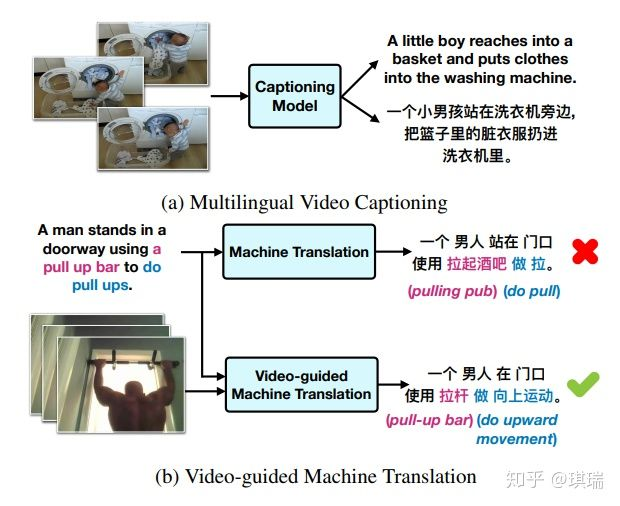 A little boy reaches into a
basket and puts clothes
into the washing machine.
Captioning
Model
一个小男孩站在洗衣机旁边,
把篮子里的脏衣服扔进
洗衣机里。
(a) Multilingual Video Captioning
A man stands in a
doorway using a
pull up bar to do
pull ups.
Machine Translation
一个 男人 站在 门口
使用 拉起酒吧 做 拉。
(pulling pub) (do pull)
Video-guided
Machine Translation
一个 男人 在 门口
使用 拉杆 做 向上运动。
(pull-up bar) (do upward
movement)
(b) Video-guided Machine Translation
知乎 @琪瑞